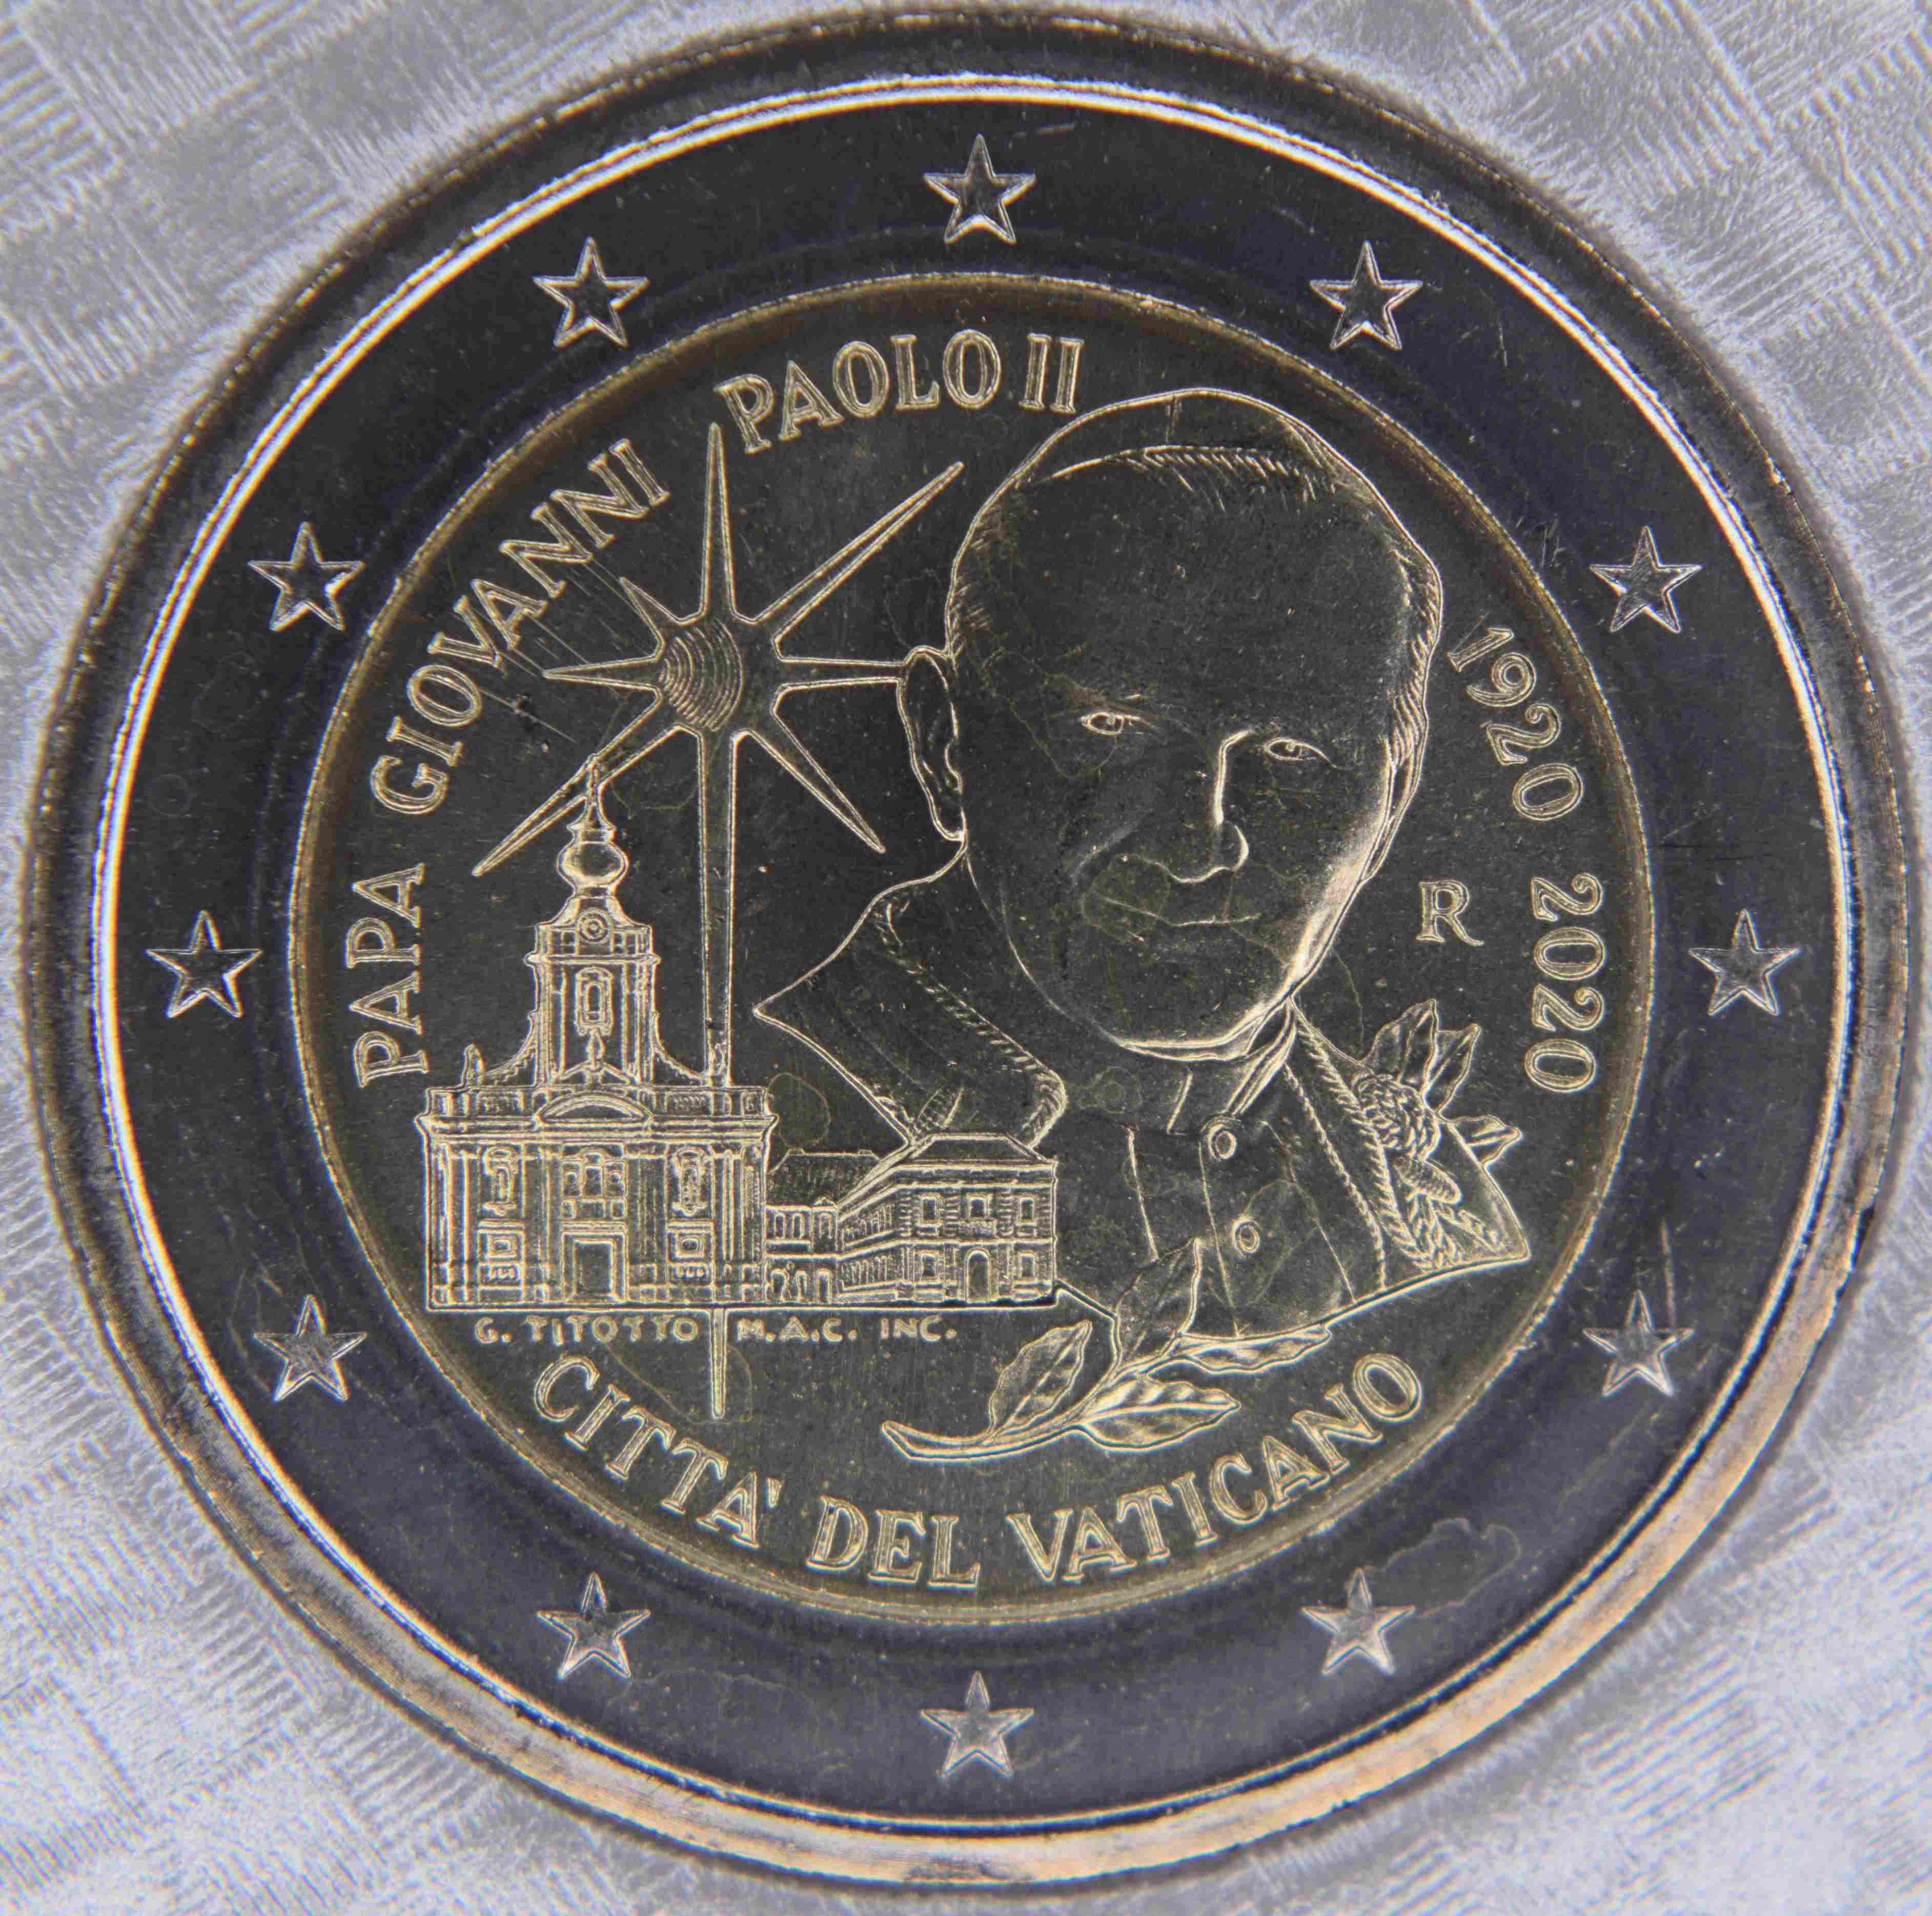 PAPA GIOVANNI PAOLO II
1920 2020
R
G. TITOTTO M.A.C. INC.
CITTA' DEL VATICANO